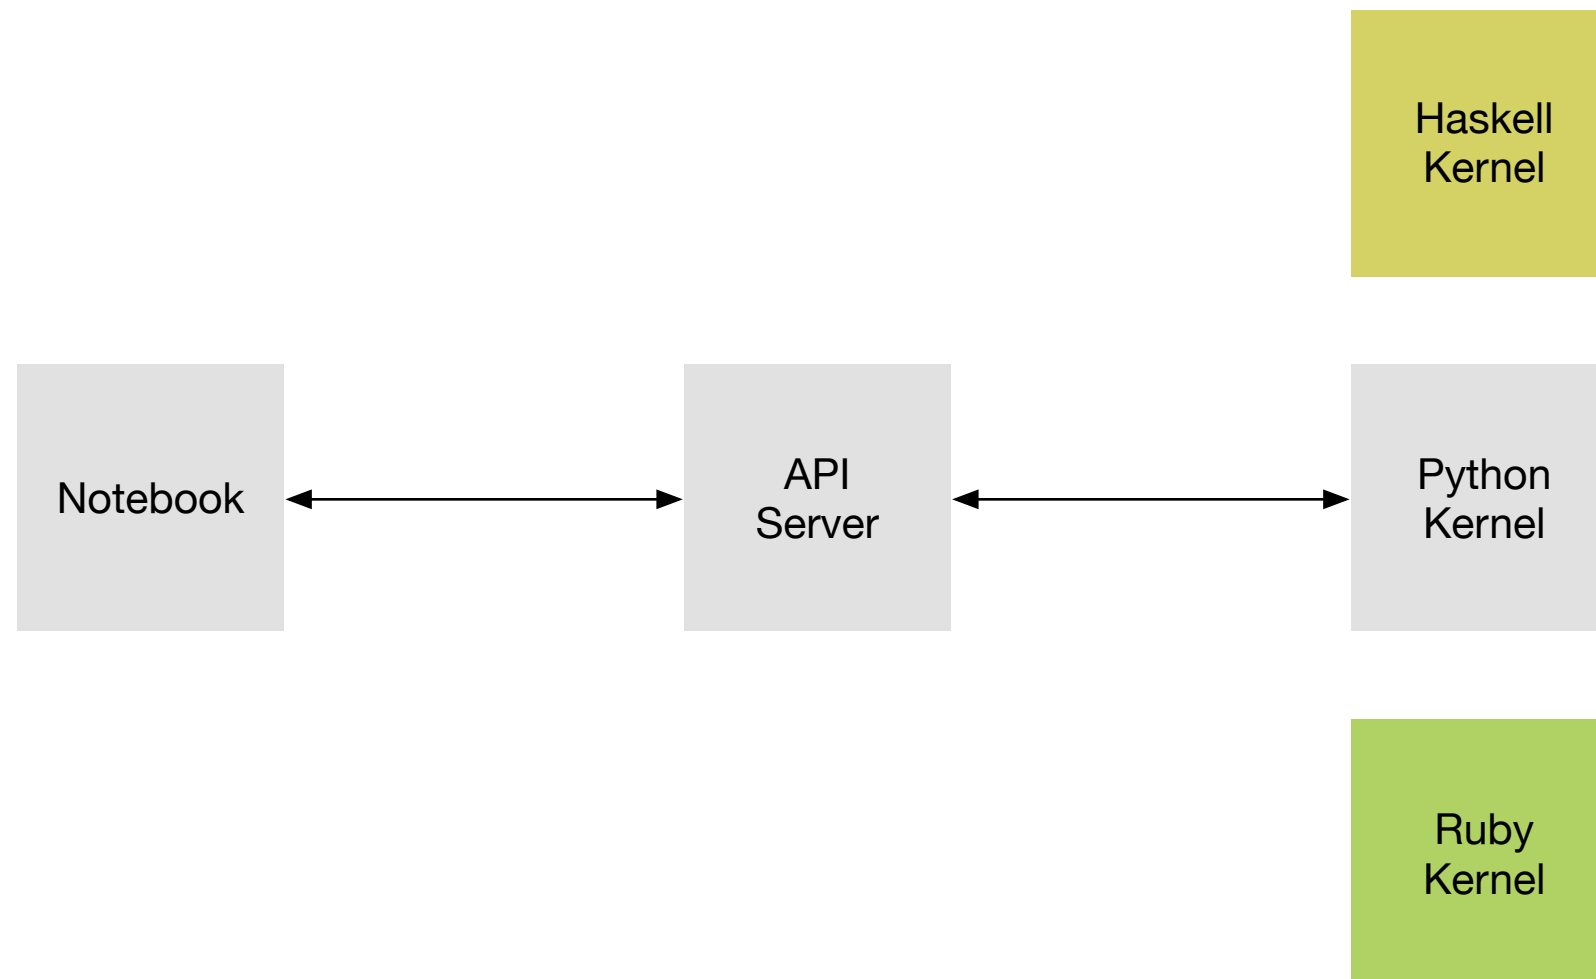 Haskell
Kernel
Notebook
API
Server
Python
Kernel
Ruby
Kernel